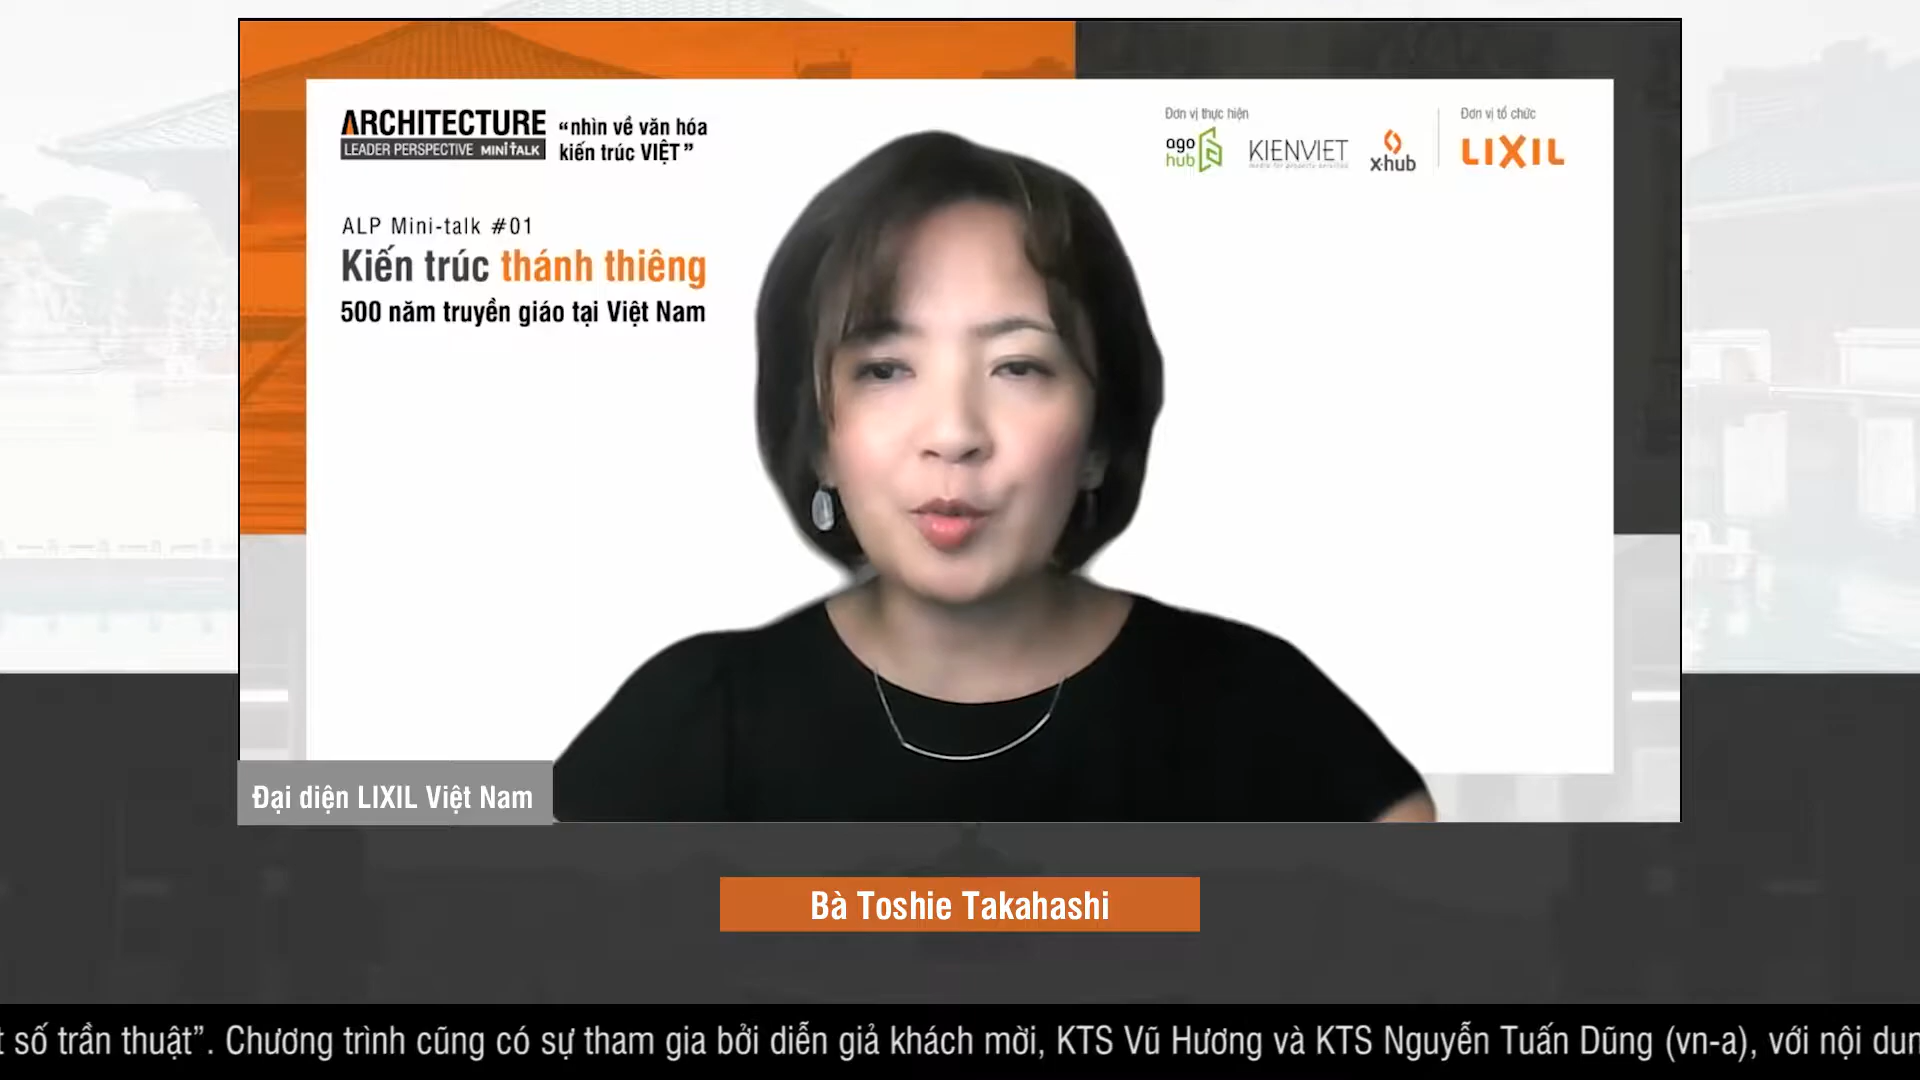 ARCHITECTURE
LEADER PERSPECTIVE MINITALK
“nhìn về văn hóa
kiến trúc VIỆT”
Đơn vị thực hiện
ago
hub
KIENVIET
x-hub
Đơn vị tổ chức
LIXIL
ALP Mini-talk #01
Kiến trúc thánh thiêng
500 năm truyền giáo tại Việt Nam
Đại diện LIXIL Việt Nam
Bà Toshie Takahashi
số trần thuật”. Chương trình cũng có sự tham gia bởi diễn giả khách mời, KTS Vũ Hương và KTS Nguyễn Tuấn Dũng (vn-a), với nội